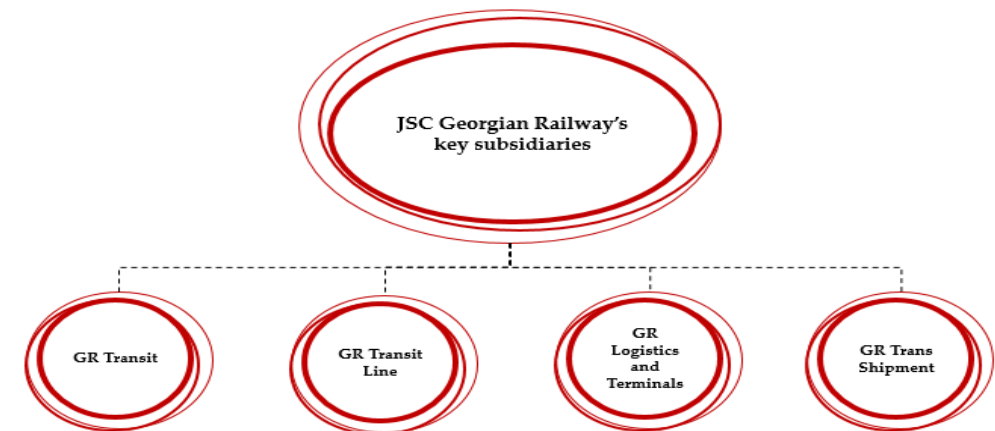 JSC Georgian Railway's
key subsidiaries
GR Transit
GR Transit
Line
GR
Logistics
and
Terminals
GR Trans
Shipment